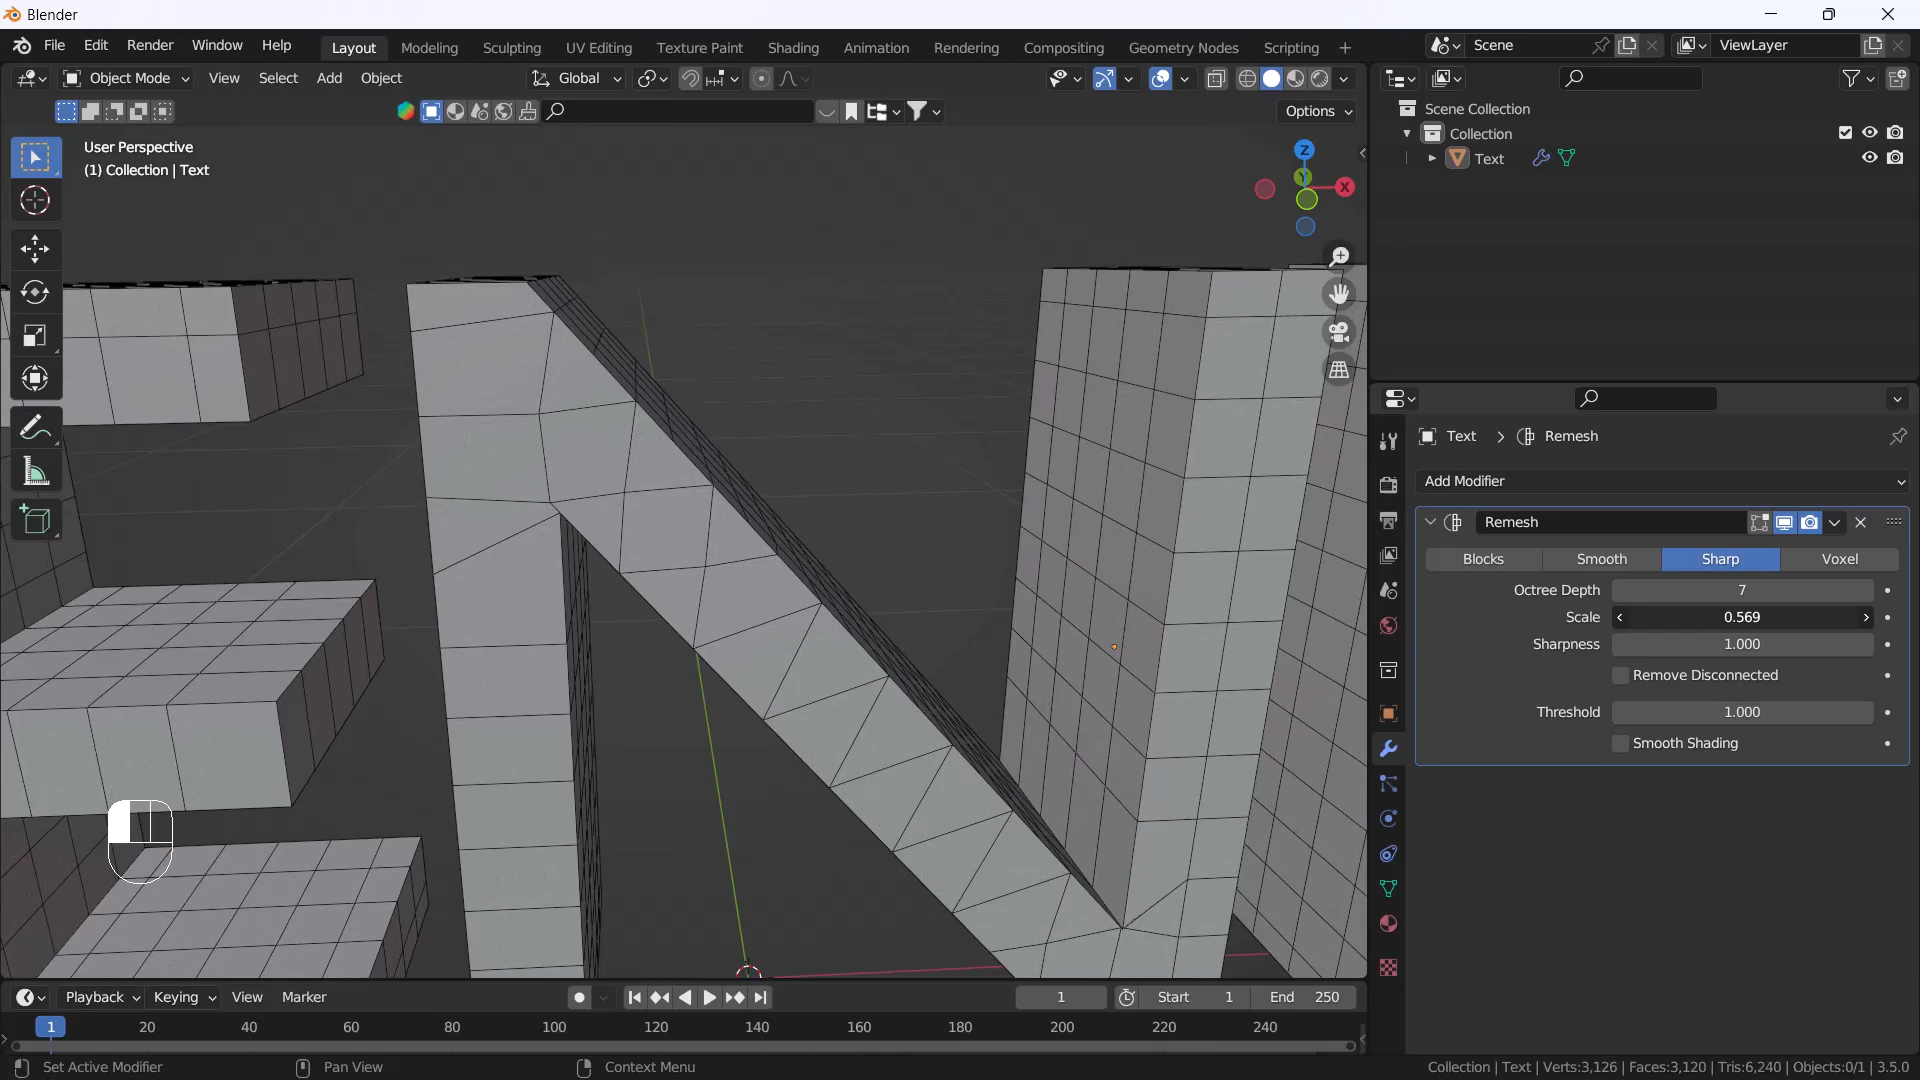 Blender
File Edit Render Window Help Layout Modeling Sculpting UV Editing Texture Paint Shading Animation Rendering Compositing Geometry Nodes Scripting + Scene ViewLayer
Object Mode View Select Add Object Global
Options
User Perspective
(1) Collection | Text
Z
Y
X
Scene Collection
Collection
Text
Text > Remesh
Add Modifier
Remesh
Blocks Smooth Sharp Voxel
Octree Depth 7
Scale 0.569
Sharpness 1.000
Remove Disconnected
Threshold 1.000
Smooth Shading
Playback Keying View Marker 1 Start 1 End 250
1 20 40 60 80 100 120 140 160 180 200 220 240
Set Active Modifier Pan View Context Menu Collection | Text | Verts:3,126 | Faces:3,120 | Tris:6,240 | Objects:0/1 | 3.5.0